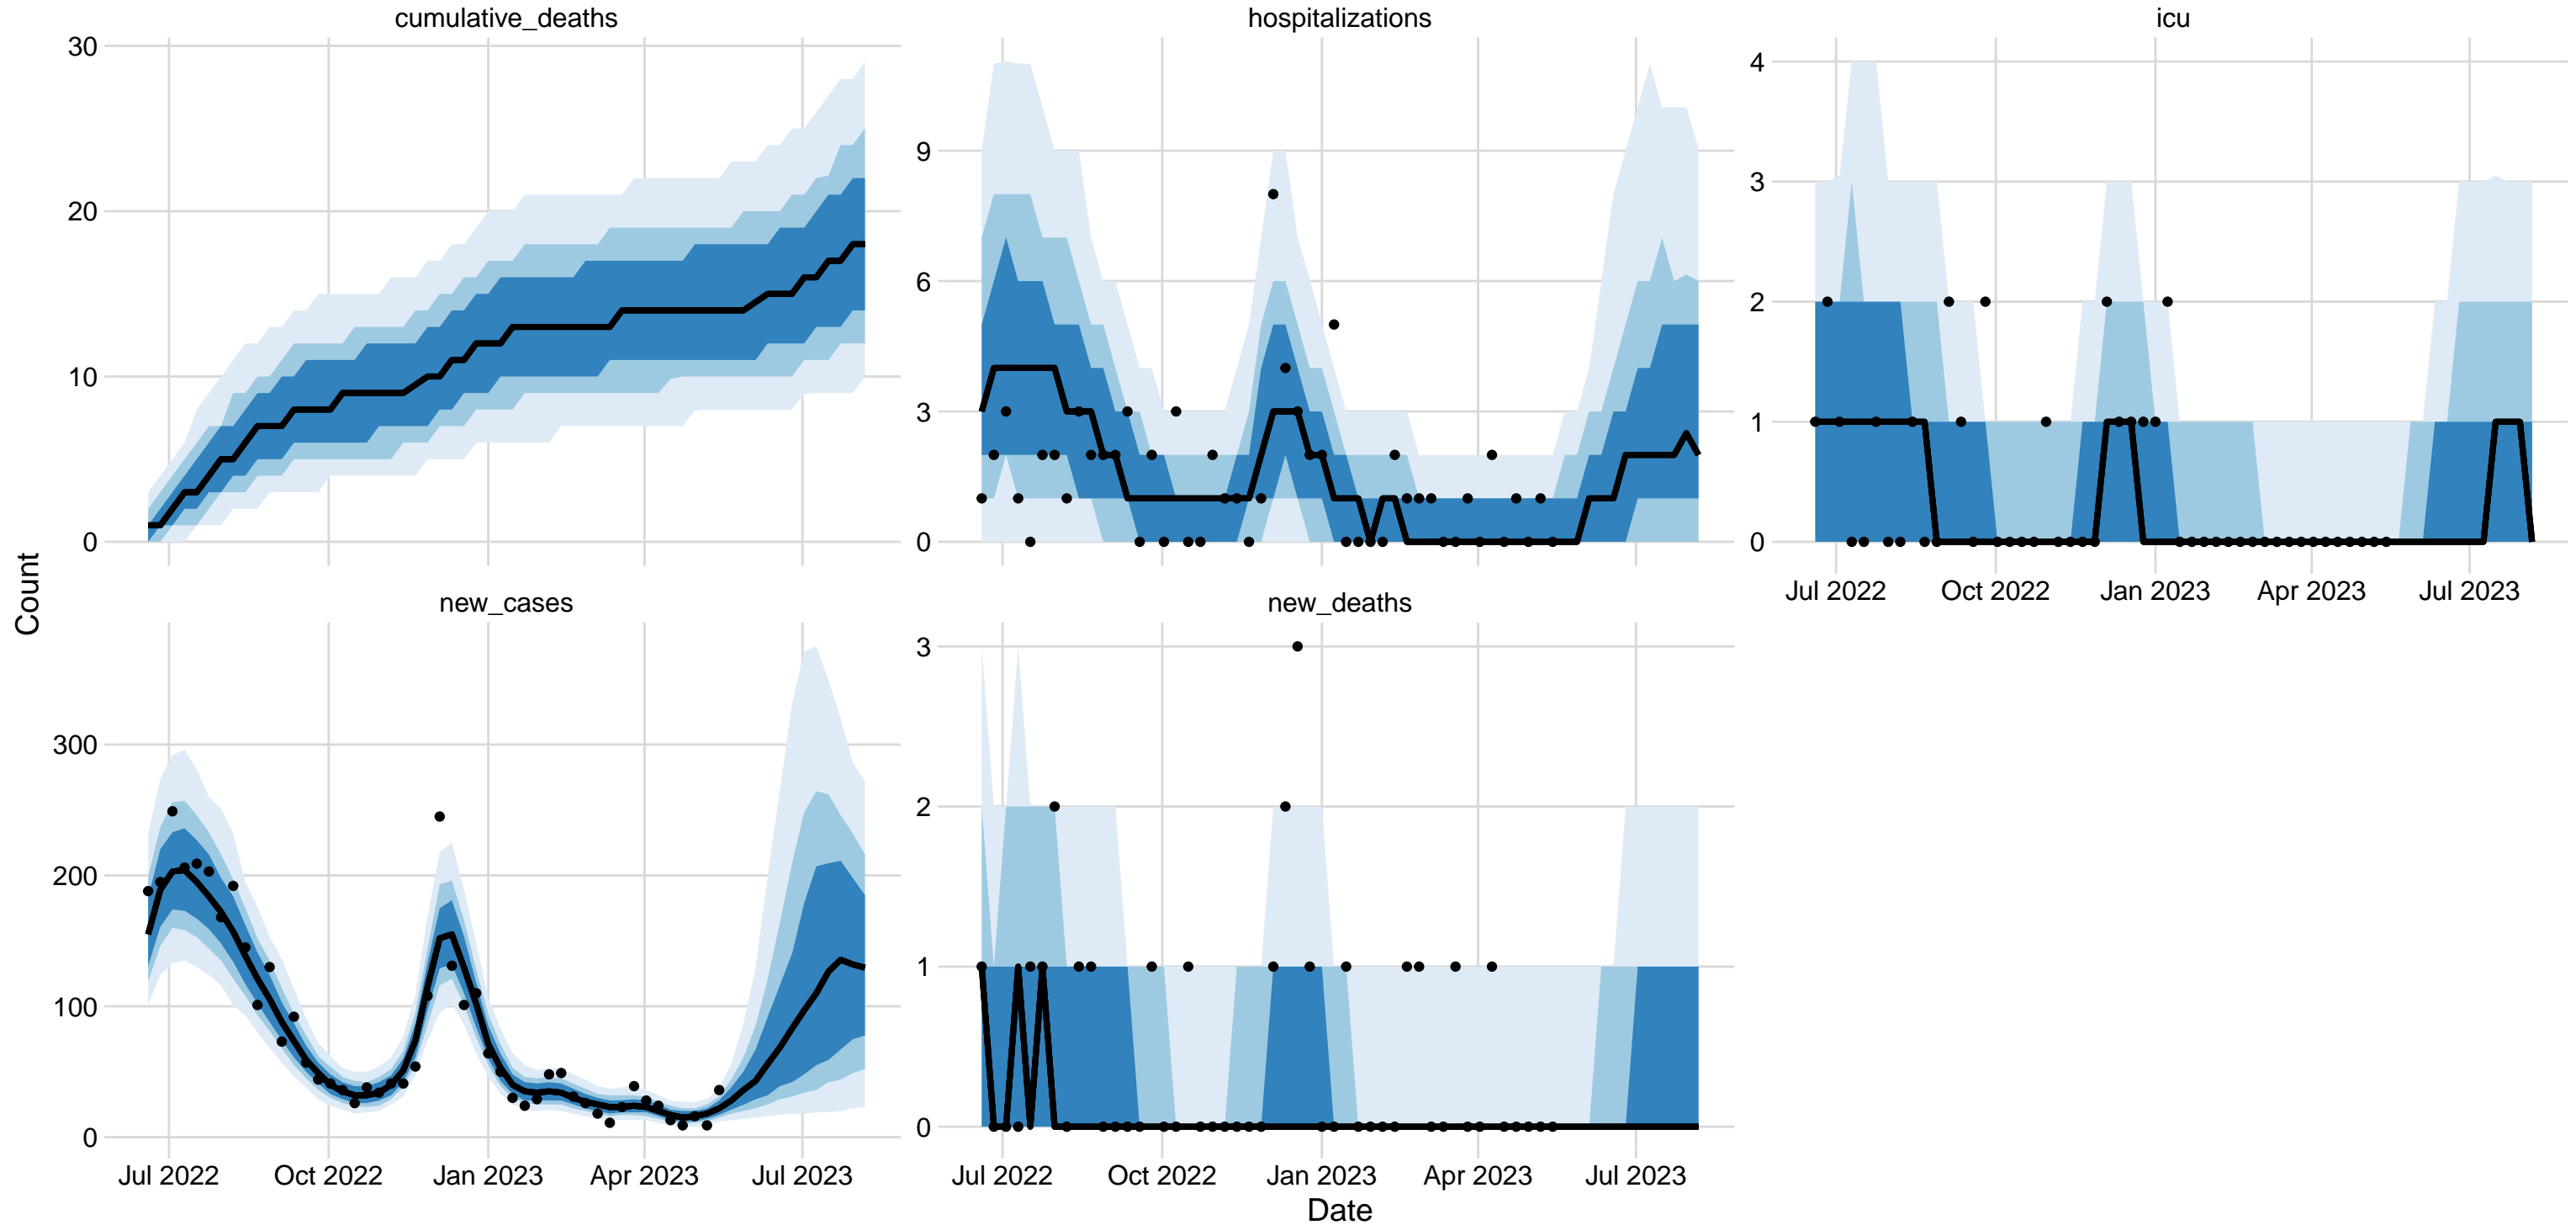 cumulative_deaths
hospitalizations
icu
30
20
10
0
9
6
3
0
4
3
2
1
0
Jul 2022 Oct 2022 Jan 2023 Apr 2023 Jul 2023
Count
new_cases
new_deaths
300
200
100
0
3
2
1
0
Jul 2022 Oct 2022 Jan 2023 Apr 2023 Jul 2023
Jul 2022 Oct 2022 Jan 2023 Apr 2023 Jul 2023
Date